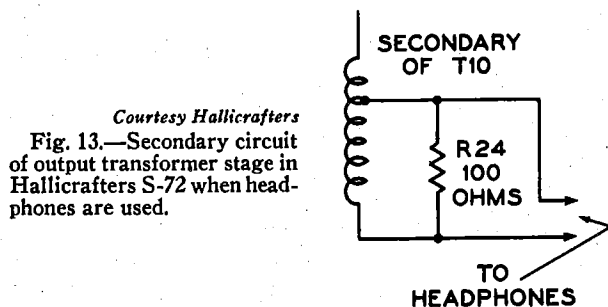 Courtesy Hallicrafters
Fig. 13.—Secondary circuit
of output transformer stage in
Hallicrafters S-72 when head-
phones are used.
SECONDARY
OF T10
R24
100
OHMS
TO
HEADPHONES